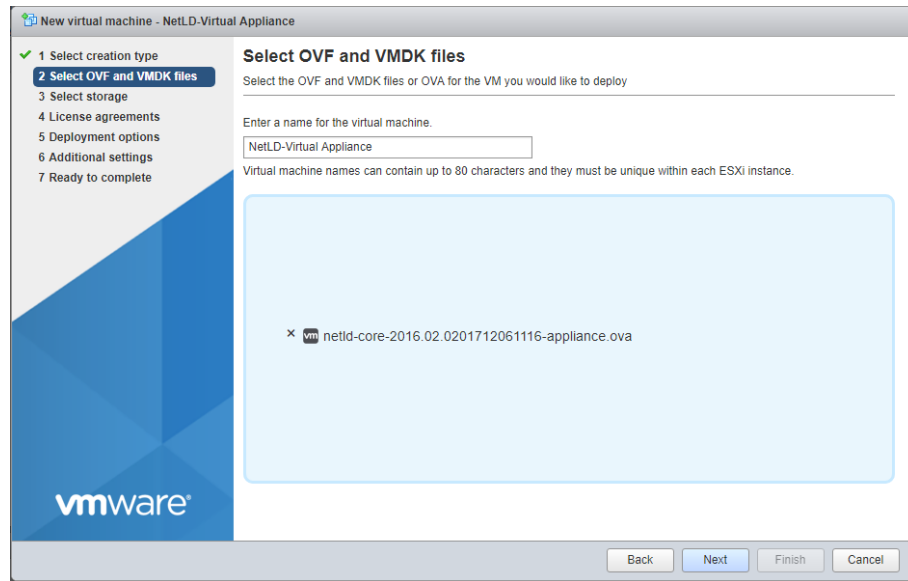 New virtual machine - NetLD-Virtual Appliance
1 Select creation type
2 Select OVF and VMDK files
3 Select storage
4 License agreements
5 Deployment options
6 Additional settings
7 Ready to complete
vmware®
Select OVF and VMDK files
Select the OVF and VMDK files or OVA for the VM you would like to deploy
Enter a name for the virtual machine.
NetLD-Virtual Appliance
Virtual machine names can contain up to 80 characters and they must be unique within each ESXi instance.
× vm netld-core-2016.02.0201712061116-appliance.ova
Back Next Finish Cancel